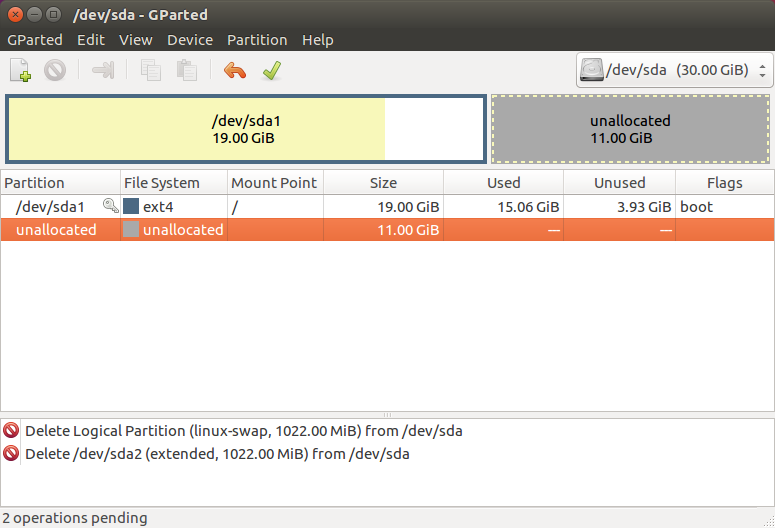 /dev/sda - GParted
GParted Edit View Device Partition Help
/dev/sda (30.00 GiB)
/dev/sda1
19.00 GiB
unallocated
11.00 GiB
Partition File System Mount Point Size Used Unused Flags
/dev/sda1 ext4 / 19.00 GiB 15.06 GiB 3.93 GiB boot
unallocated unallocated 11.00 GiB --- ---
Delete Logical Partition (linux-swap, 1022.00 MiB) from /dev/sda
Delete /dev/sda2 (extended, 1022.00 MiB) from /dev/sda
2 operations pending